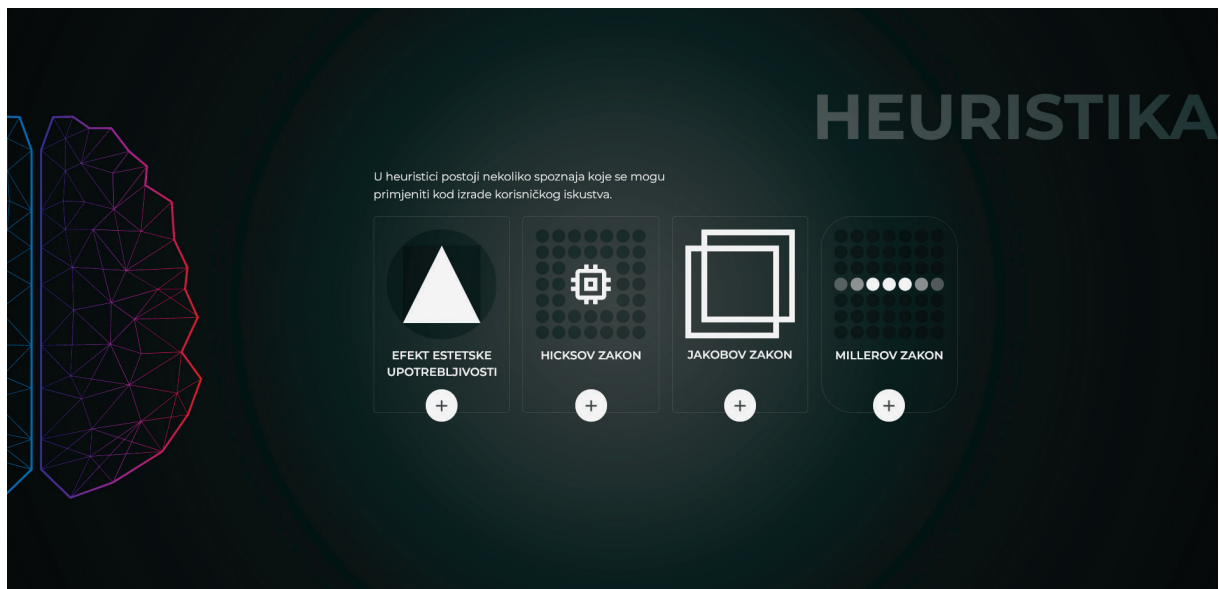 HEURISTIKA
U heuristici postoji nekoliko spoznaja koje se mogu
primjeniti kod izrade korisničkog iskustva.
EFEKT ESTETSKE
UPOTREBLJIVOSTI
HICKSOV ZAKON
JAKOBOV ZAKON
MILLEROV ZAKON